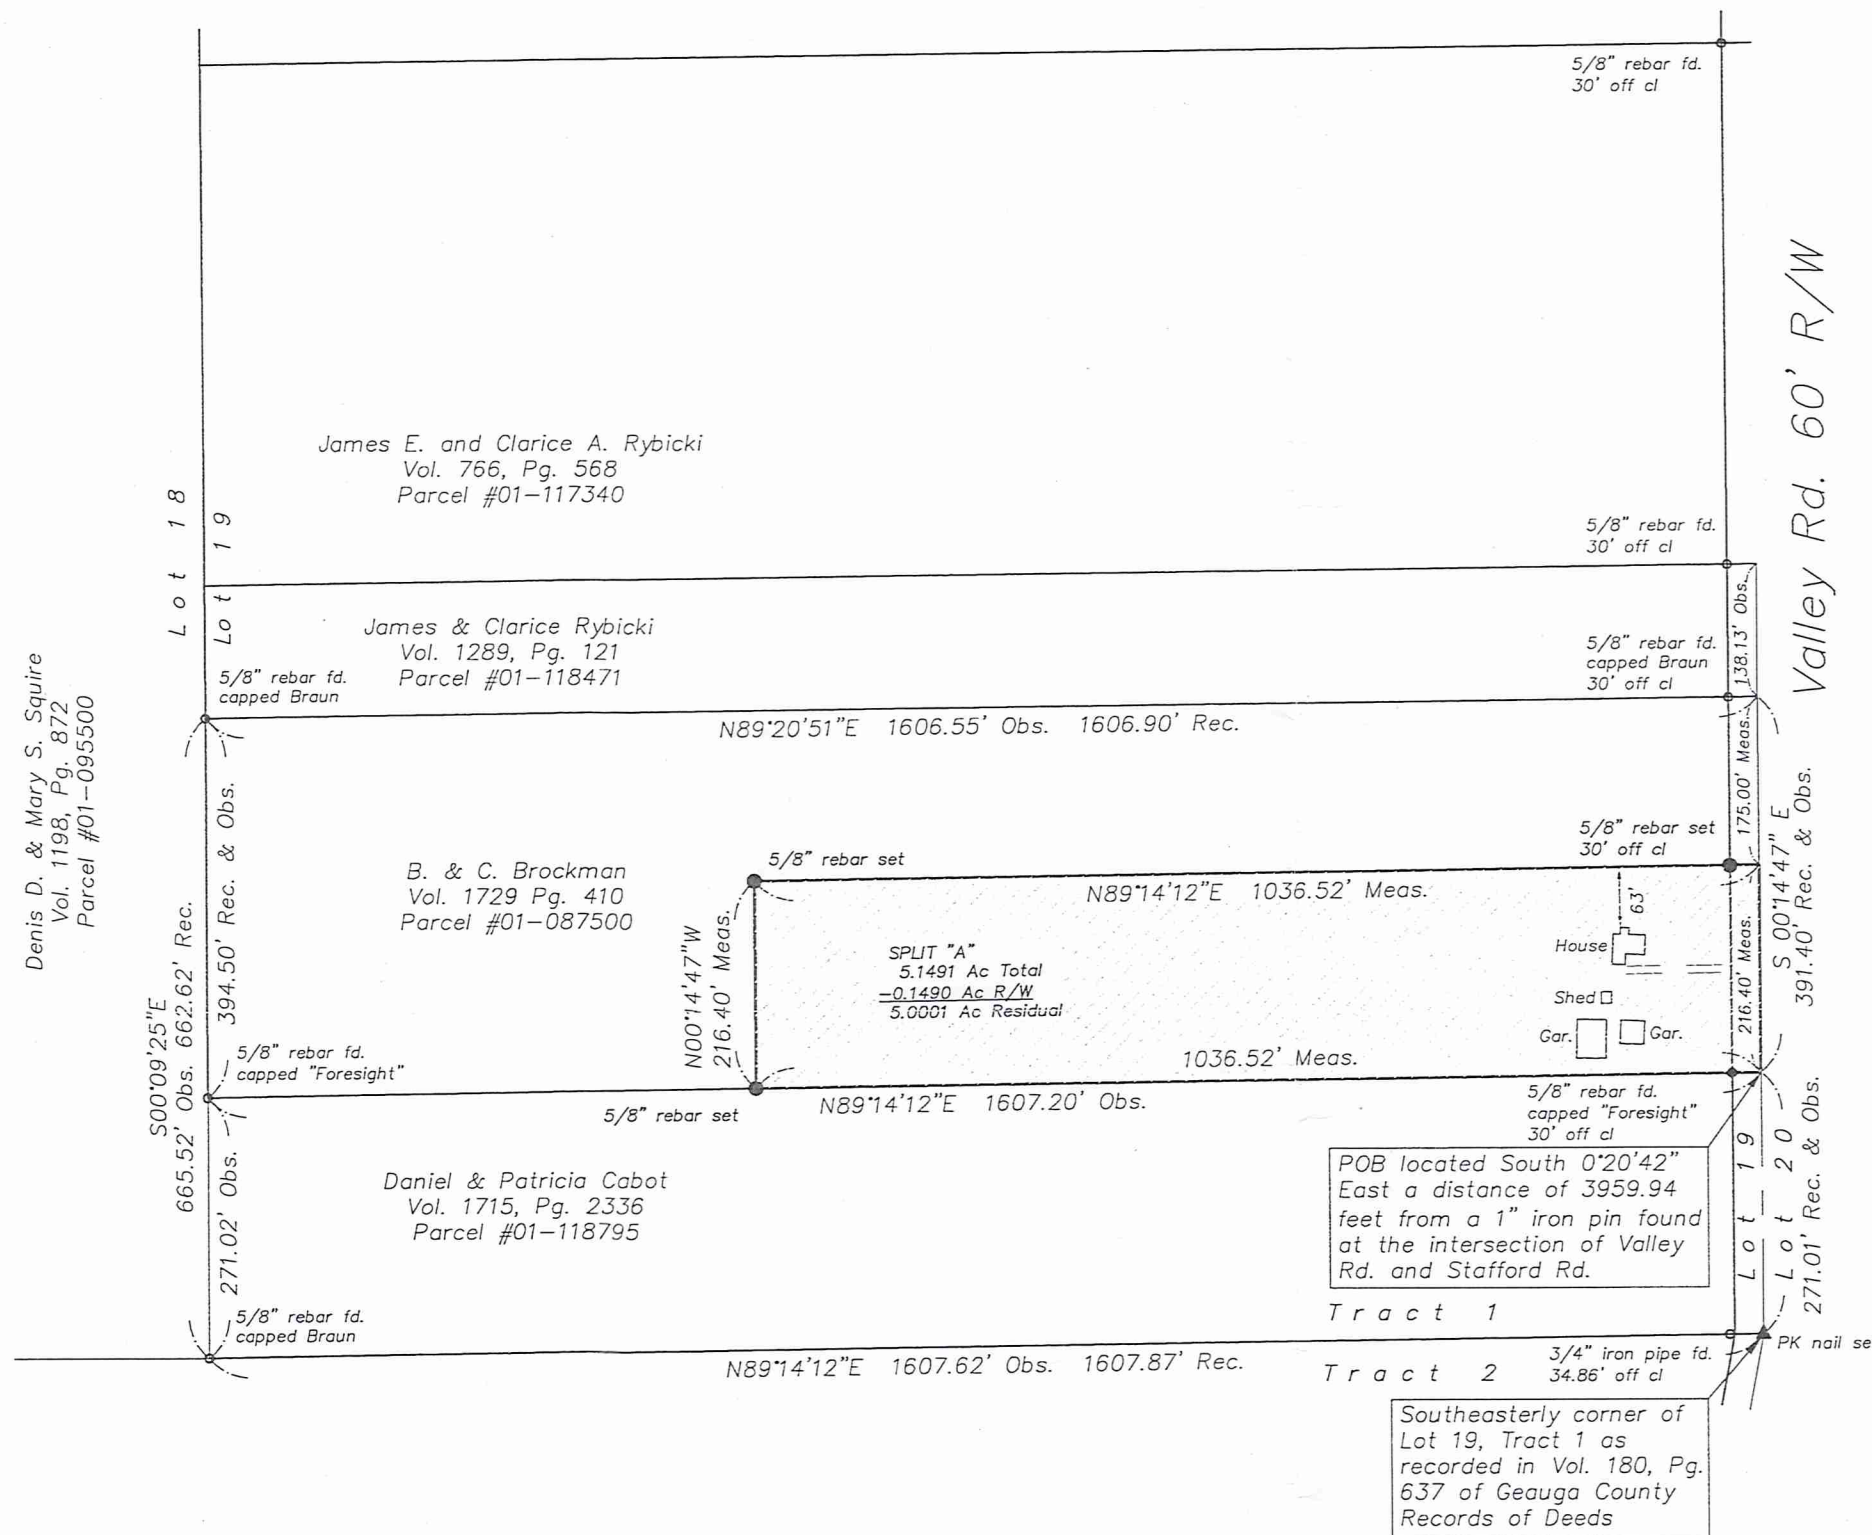 5/8" rebar fd.
30' off cl
Valley Rd. 60' R/W
James E. and Clarice A. Rybicki
Vol. 766, Pg. 568
Parcel #01-117340
Lot 18
Lot 19
5/8" rebar fd.
30' off cl
138.13' Obs.
James & Clarice Rybicki
Vol. 1289, Pg. 121
Parcel #01-118471
5/8" rebar fd.
capped Braun
30' off cl
5/8" rebar fd.
capped Braun
Denis D. & Mary S. Squire
Vol. 1198, Pg. 872
Parcel #01-095500
N89°20'51"E 1606.55' Obs. 1606.90' Rec.
175.00' Meas.
S 00°14'47" E
391.40' Rec. & Obs.
394.50' Rec. & Obs.
5/8" rebar set
30' off cl
5/8" rebar set
B. & C. Brockman
Vol. 1729 Pg. 410
Parcel #01-087500
N89°14'12"E 1036.52' Meas.
63'
N00°14'47"W
216.40' Meas.
SPLIT "A"
5.1491 Ac Total
-0.1490 Ac R/W
5.0001 Ac Residual
House
Shed
Gar.
Gar.
216.40' Meas.
S00°09'25"E
665.52' Obs. 662.62' Rec.
5/8" rebar fd.
capped "Foresight"
1036.52' Meas.
5/8" rebar set
N89°14'12"E 1607.20' Obs.
5/8" rebar fd.
capped "Foresight"
30' off cl
271.02' Obs.
Daniel & Patricia Cabot
Vol. 1715, Pg. 2336
Parcel #01-118795
POB located South 0°20'42"
East a distance of 3959.94
feet from a 1" iron pin found
at the intersection of Valley
Rd. and Stafford Rd.
Lot 19
Lot 20
271.01' Rec. & Obs.
5/8" rebar fd.
capped Braun
Tract 1
PK nail se
N89°14'12"E 1607.62' Obs. 1607.87' Rec.
Tract 2
3/4" iron pipe fd.
34.86' off cl
Southeasterly corner of
Lot 19, Tract 1 as
recorded in Vol. 180, Pg.
637 of Geauga County
Records of Deeds